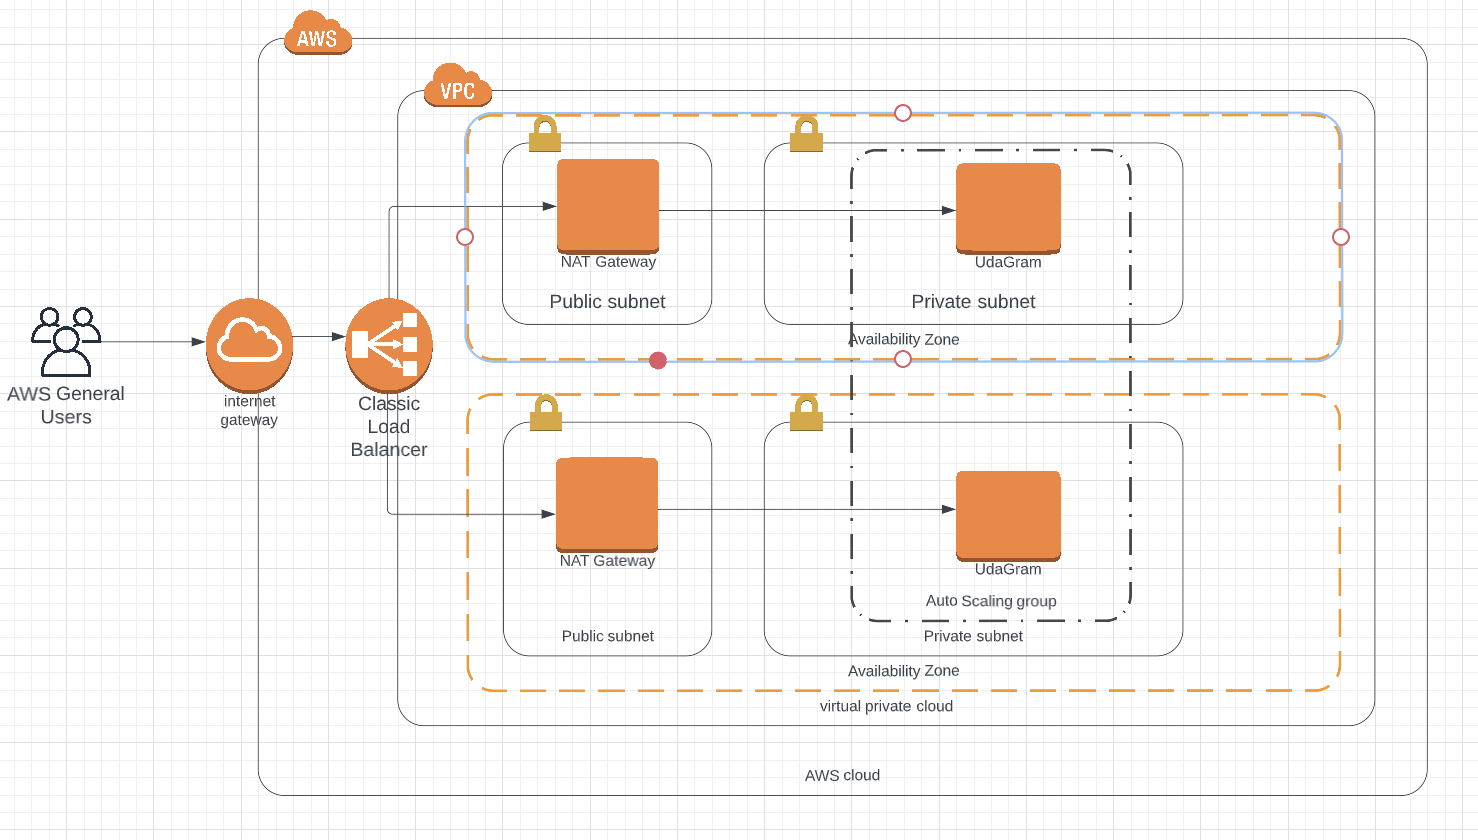 AWS
VPC
NAT Gateway
UdaGram
Public subnet
Private subnet
Availability Zone
AWS General
Users
internet
gateway
Classic
Load
Balancer
NAT Gateway
UdaGram
Auto Scaling group
Public subnet
Private subnet
Availability Zone
virtual private cloud
AWS cloud